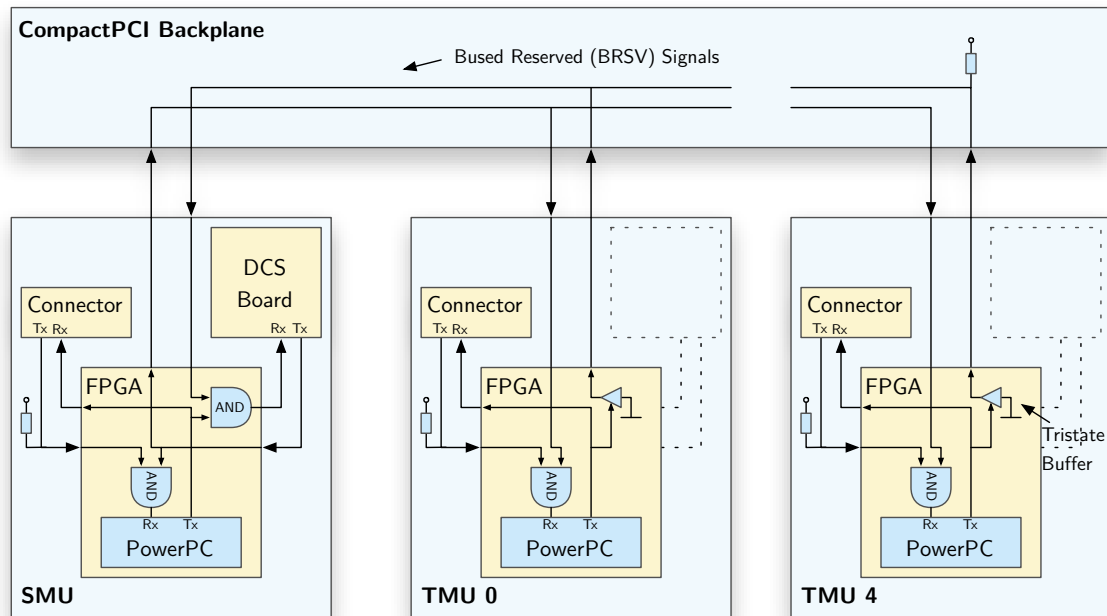 CompactPCI Backplane
Bused Reserved (BRSV) Signals
DCS
Board
Rx Tx
Connector
Tx Rx
FPGA
AND
AND
Rx Tx
PowerPC
SMU
Connector
Tx Rx
FPGA
AND
Rx Tx
PowerPC
TMU 0
Connector
Tx Rx
FPGA
Tristate
Buffer
AND
Rx Tx
PowerPC
TMU 4